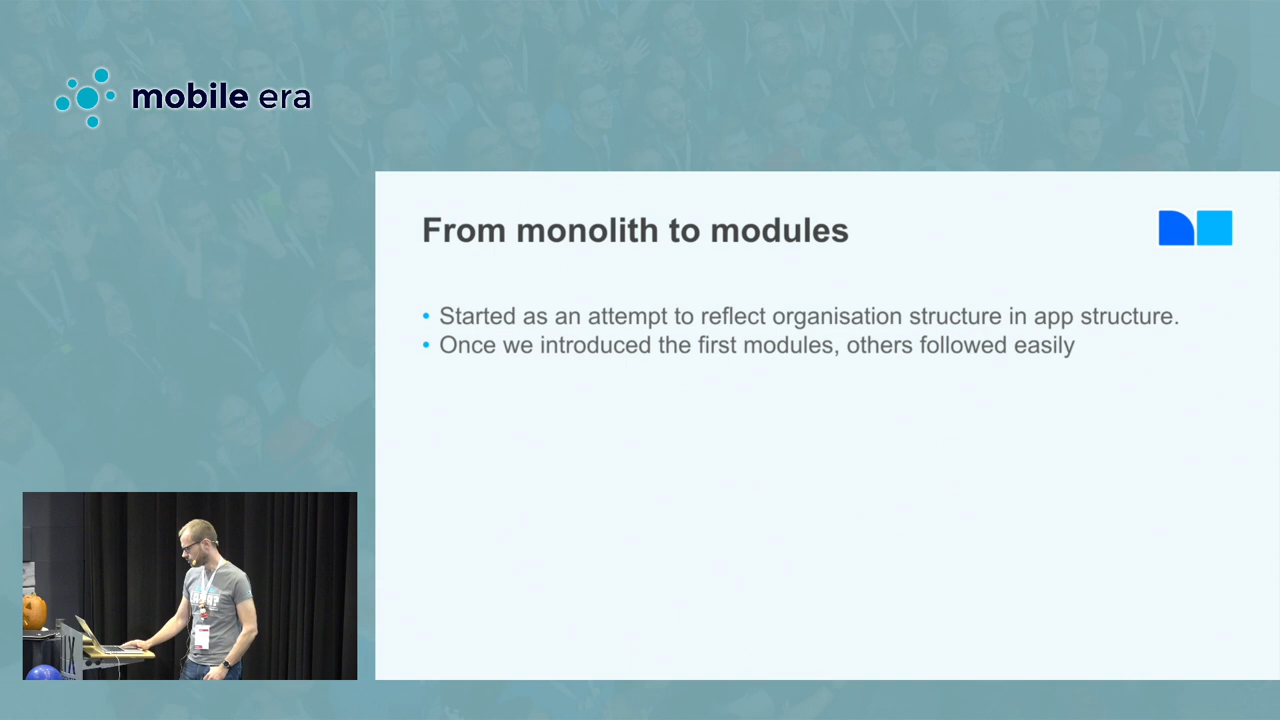 mobile era
From monolith to modules
• Started as an attempt to reflect organisation structure in app structure.
• Once we introduced the first modules, others followed easily